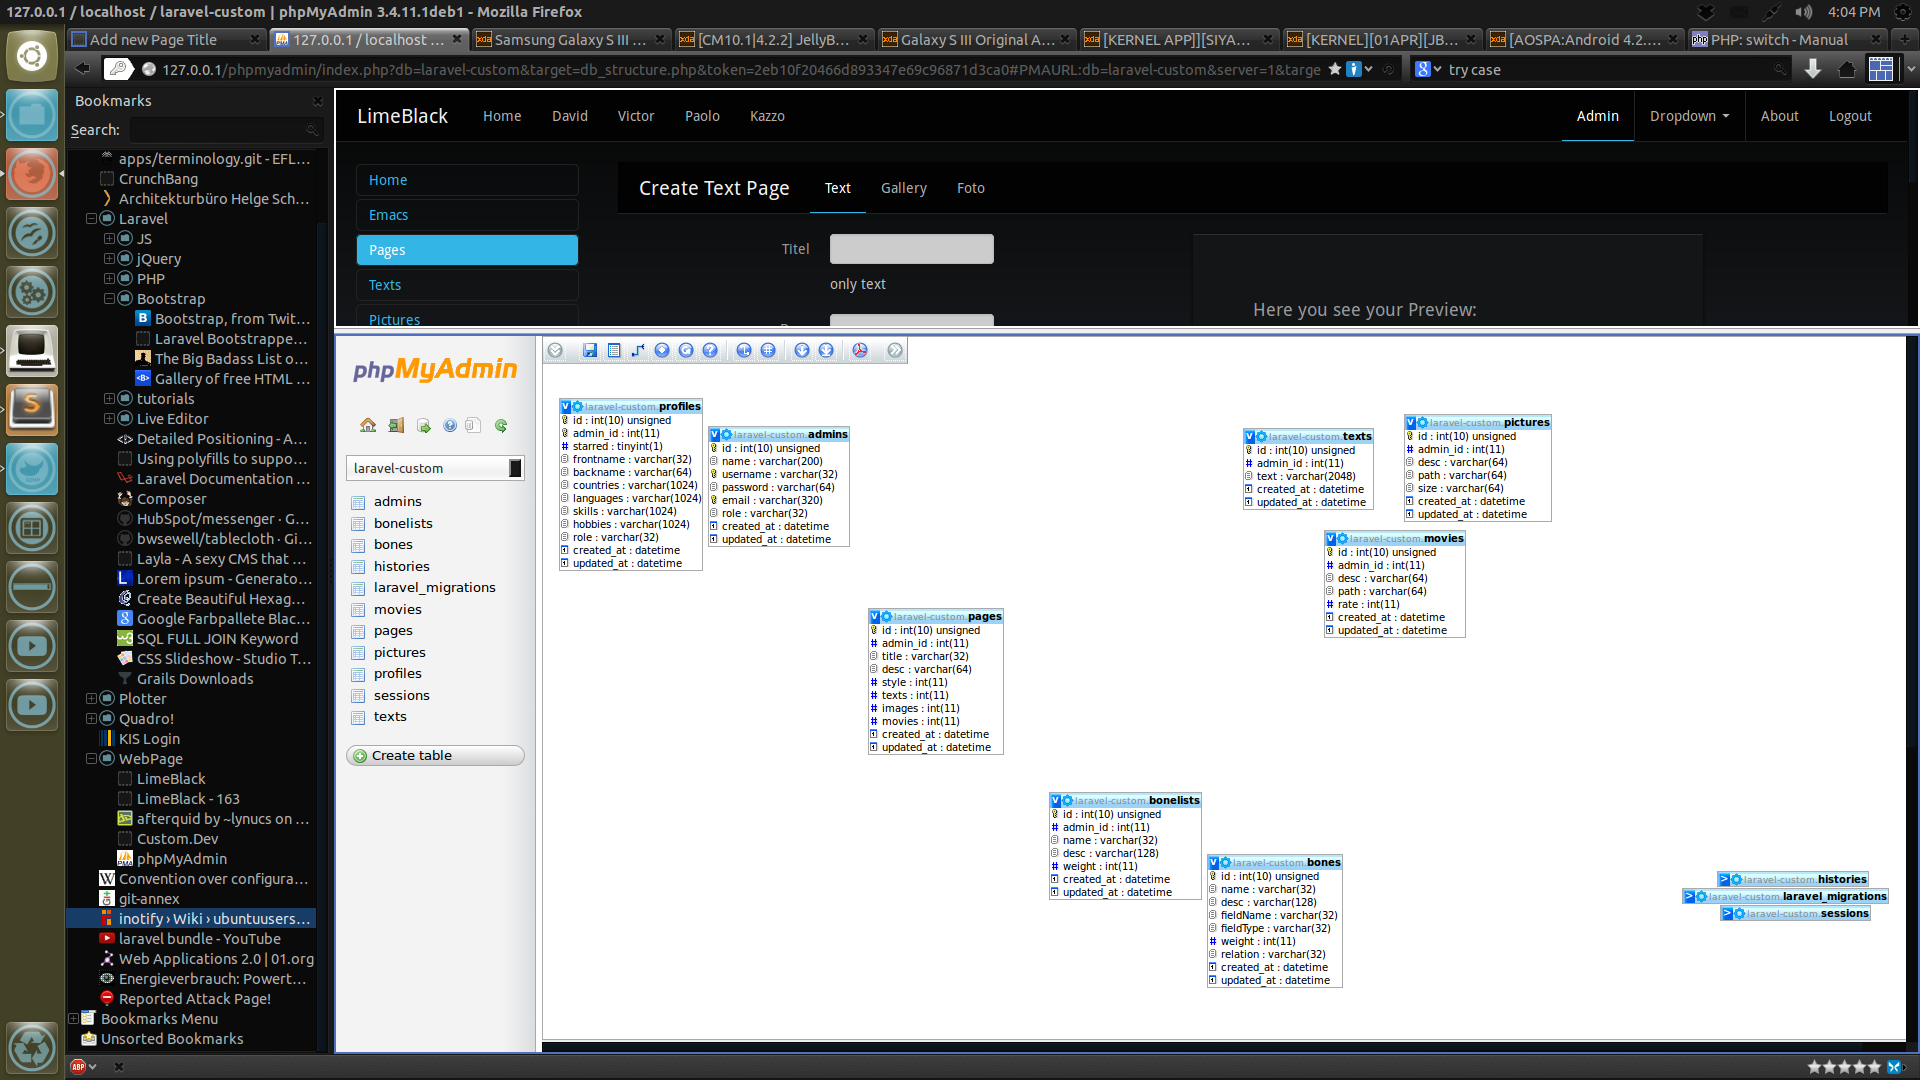 127.0.0.1 / localhost / laravel-custom | phpMyAdmin 3.4.11.1deb1 - Mozilla Firefox
4:04 PM
Add new Page Title
127.0.0.1 / localhost ...
Samsung Galaxy S III ...
[CM10.1|4.2.2] JellyB...
Galaxy S III Original A...
[KERNEL APP]][SIYA...
[KERNEL][01APR][JB...
[AOSPA:Android 4.2....
PHP: switch - Manual
127.0.0.1/phpmyadmin/index.php?db=laravel-custom&target=db_structure.php&token=2eb10f20466d893347e69c96871d3ca0#PMAURL:db=laravel-custom&server=1&targe
try case
Bookmarks
Search:
apps/terminology.git - EFL...
CrunchBang
Architekturbüro Helge Sch...
Laravel
JS
jQuery
PHP
Bootstrap
Bootstrap, from Twit...
Laravel Bootstrappe...
The Big Badass List o...
Gallery of free HTML ...
tutorials
Live Editor
Detailed Positioning - A...
Using polyfills to suppo...
Laravel Documentation ...
Composer
HubSpot/messenger · G...
bwsewell/tablecloth · Gi...
Layla - A sexy CMS that ...
Lorem ipsum - Generato...
Create Beautiful Hexag...
Google Farbpallete Blac...
SQL FULL JOIN Keyword
CSS Slideshow - Studio T...
Grails Downloads
Plotter
Quadro!
KIS Login
WebPage
LimeBlack
LimeBlack - 163
afterquid by ~lynucs on ...
Custom.Dev
phpMyAdmin
Convention over configura...
git-annex
inotify › Wiki › ubuntuusers...
laravel bundle - YouTube
Web Applications 2.0 | 01.org
Energieverbrauch: Powert...
Reported Attack Page!
Bookmarks Menu
Unsorted Bookmarks
LimeBlack
Home
David
Victor
Paolo
Kazzo
Admin
Dropdown
About
Logout
Home
Emacs
Pages
Texts
Pictures
Create Text Page
Text
Gallery
Foto
Titel
only text
Here you see your Preview:
phpMyAdmin
laravel-custom
admins
bonelists
bones
histories
laravel_migrations
movies
pages
pictures
profiles
sessions
texts
Create table
laravel-custom.profiles
id : int(10) unsigned
admin_id : int(11)
starred : tinyint(1)
frontname : varchar(32)
backname : varchar(64)
countries : varchar(1024)
languages : varchar(1024)
skills : varchar(1024)
hobbies : varchar(1024)
role : varchar(32)
created_at : datetime
updated_at : datetime
laravel-custom.admins
id : int(10) unsigned
name : varchar(200)
username : varchar(32)
password : varchar(64)
email : varchar(320)
role : varchar(32)
created_at : datetime
updated_at : datetime
laravel-custom.texts
id : int(10) unsigned
admin_id : int(11)
text : varchar(2048)
created_at : datetime
updated_at : datetime
laravel-custom.pictures
id : int(10) unsigned
admin_id : int(11)
desc : varchar(64)
path : varchar(64)
size : varchar(64)
created_at : datetime
updated_at : datetime
laravel-custom.movies
id : int(10) unsigned
admin_id : int(11)
desc : varchar(64)
path : varchar(64)
rate : int(11)
created_at : datetime
updated_at : datetime
laravel-custom.pages
id : int(10) unsigned
admin_id : int(11)
title : varchar(32)
desc : varchar(64)
style : int(11)
texts : int(11)
images : int(11)
movies : int(11)
created_at : datetime
updated_at : datetime
laravel-custom.bonelists
id : int(10) unsigned
admin_id : int(11)
name : varchar(32)
desc : varchar(128)
weight : int(11)
created_at : datetime
updated_at : datetime
laravel-custom.bones
id : int(10) unsigned
name : varchar(32)
desc : varchar(128)
fieldName : varchar(32)
fieldType : varchar(32)
weight : int(11)
relation : varchar(32)
created_at : datetime
updated_at : datetime
laravel-custom.histories
laravel-custom.laravel_migrations
laravel-custom.sessions
ABP